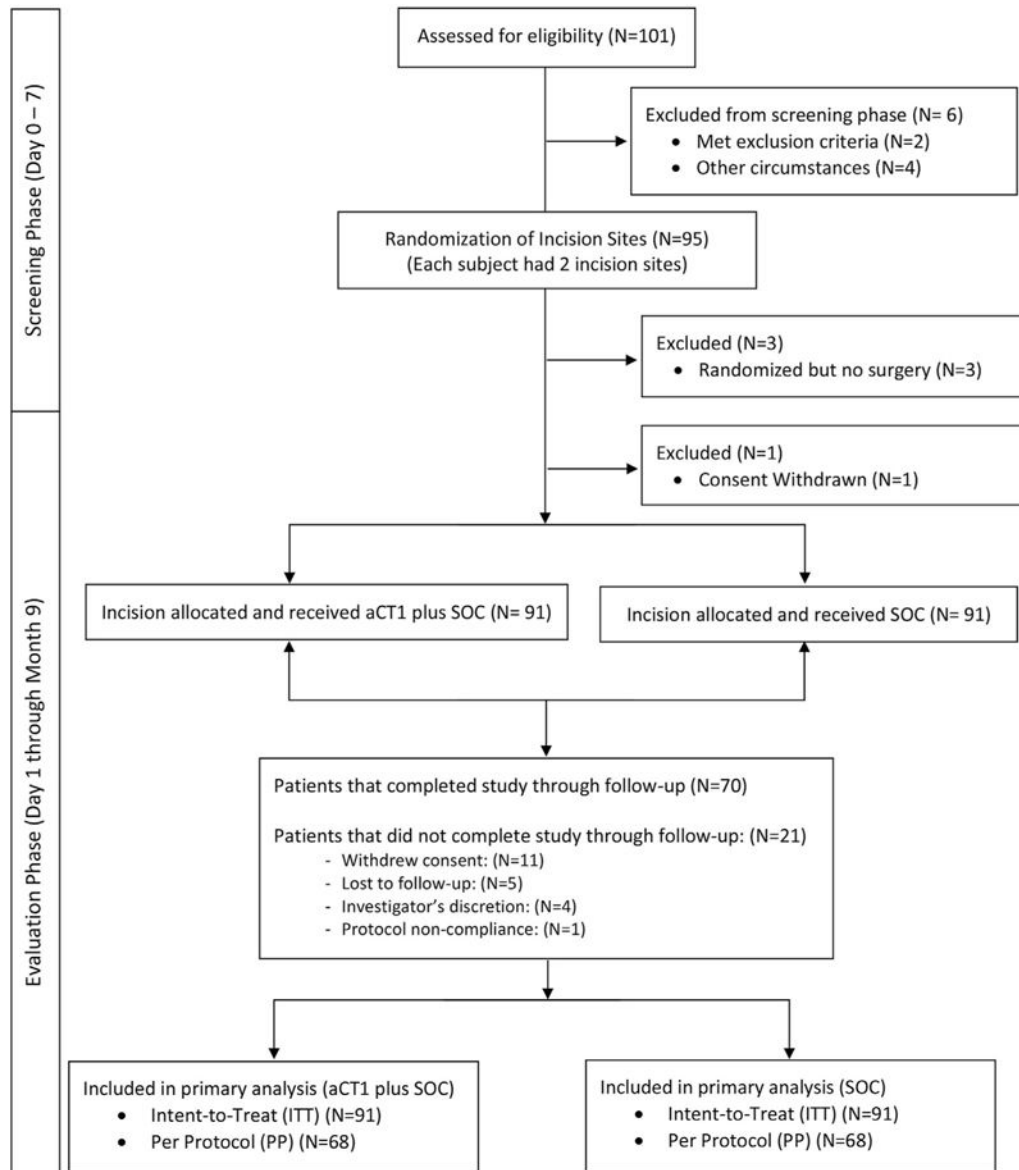 Screening Phase (Day 0 – 7)
Assessed for eligibility (N=101)
Excluded from screening phase (N= 6)
• Met exclusion criteria (N=2)
• Other circumstances (N=4)
Randomization of Incision Sites (N=95)
(Each subject had 2 incision sites)
Excluded (N=3)
• Randomized but no surgery (N=3)
Evaluation Phase (Day 1 through Month 9)
Excluded (N=1)
• Consent Withdrawn (N=1)
Incision allocated and received aCT1 plus SOC (N= 91)
Incision allocated and received SOC (N= 91)
Patients that completed study through follow-up (N=70)
Patients that did not complete study through follow-up: (N=21)
- Withdrew consent: (N=11)
- Lost to follow-up: (N=5)
- Investigator's discretion: (N=4)
- Protocol non-compliance: (N=1)
Included in primary analysis (aCT1 plus SOC)
• Intent-to-Treat (ITT) (N=91)
• Per Protocol (PP) (N=68)
Included in primary analysis (SOC)
• Intent-to-Treat (ITT) (N=91)
• Per Protocol (PP) (N=68)